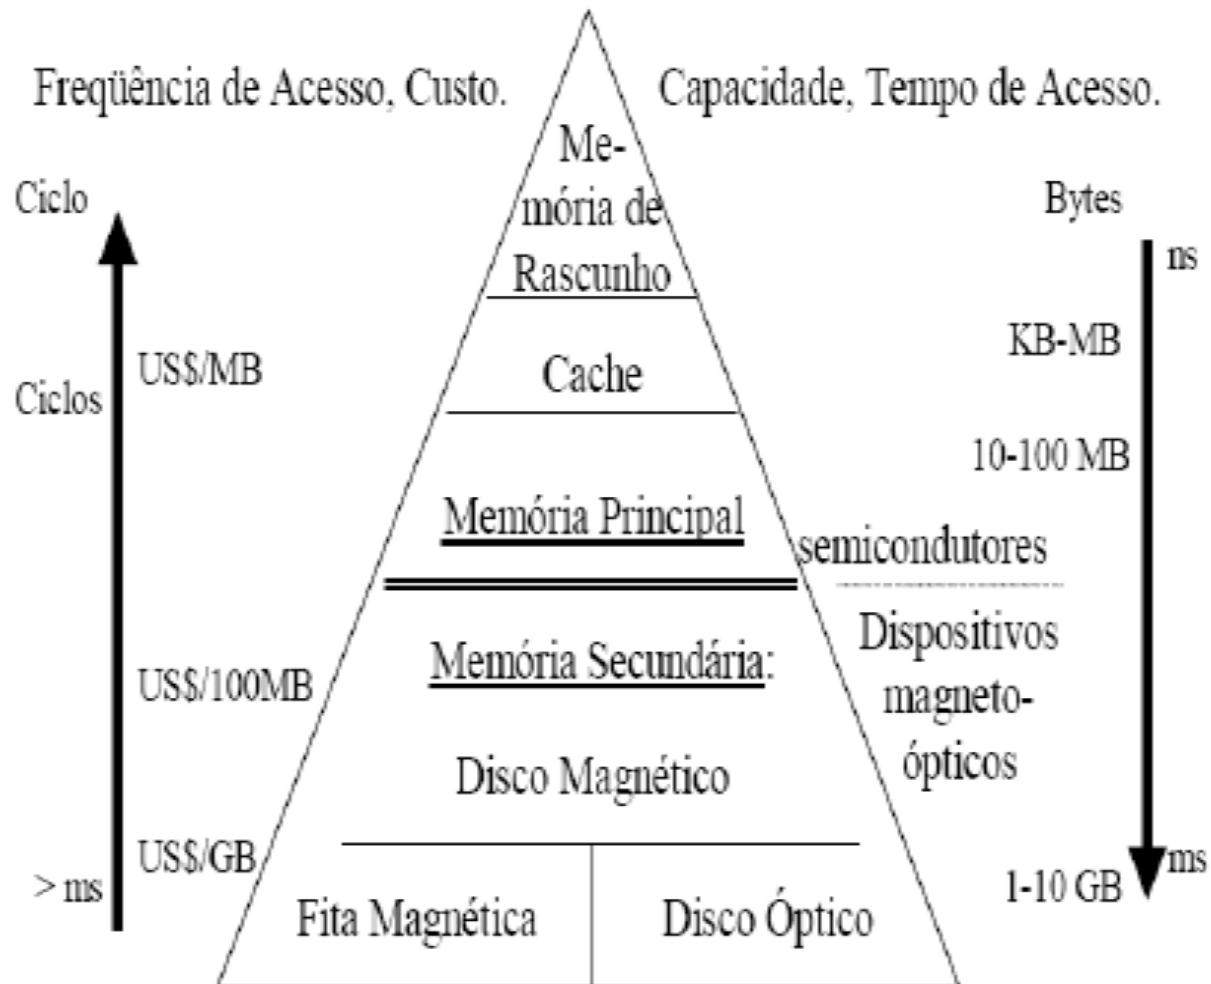 Freqüência de Acesso, Custo.
Capacidade, Tempo de Acesso.
Me-
mória de
Rascunho
Ciclo
Bytes
ns
KB-MB
US$/MB
Cache
Ciclos
10-100 MB
Memória Principal
semicondutores
Dispositivos
magneto-
ópticos
Memória Secundária:
US$/100MB
Disco Magnético
US$/GB
> ms
ms
1-10 GB
Fita Magnética
Disco Óptico